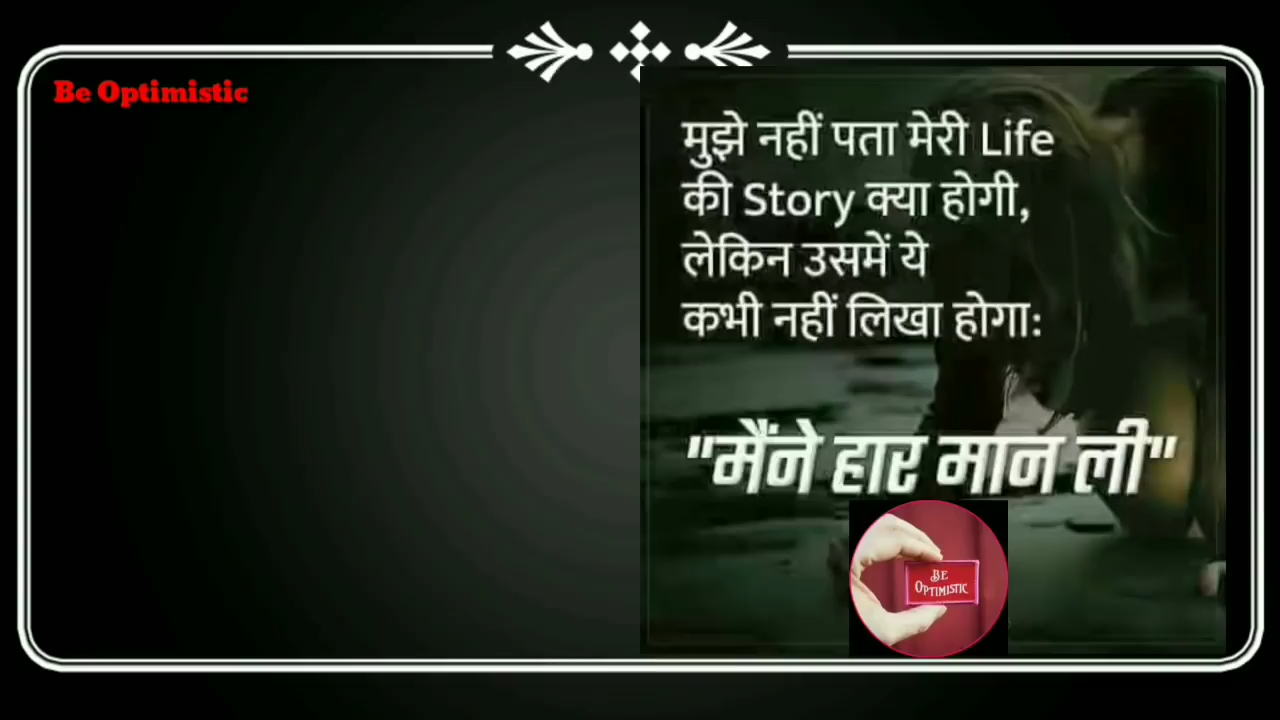 Be Optimistic
मुझे नहीं पता मेरी Life
की Story क्या होगी,
लेकिन उसमें ये
कभी नहीं लिखा होगा:
"मैंने हार मान ली"
BE
OPTIMISTIC